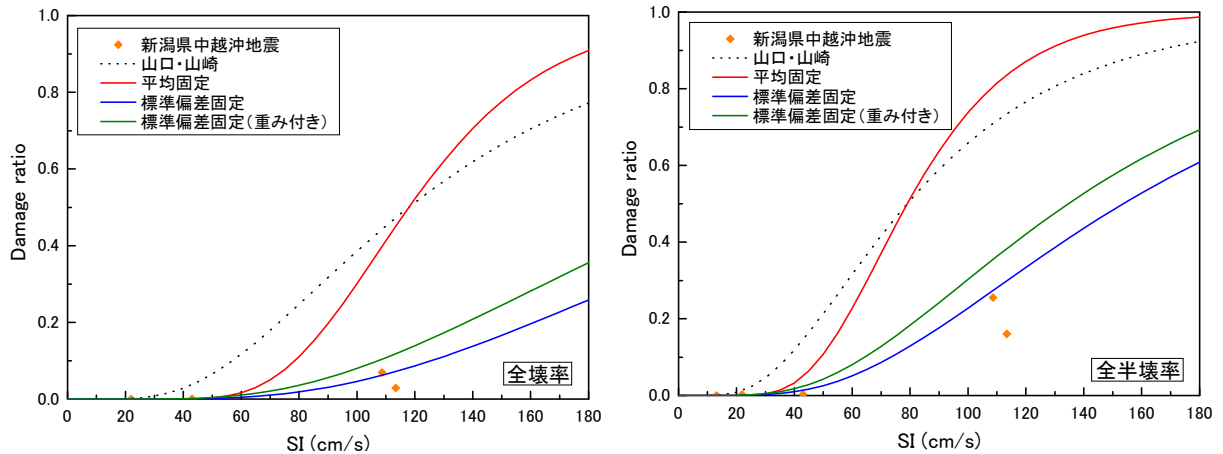 1.0
0.8
0.6
0.4
0.2
0.0
Damage ratio
新潟県中越沖地震
山口・山崎
平均固定
標準偏差固定
標準偏差固定(重み付き)
全壊率
0 20 40 60 80 100 120 140 160 180
SI (cm/s)
1.0
0.8
0.6
0.4
0.2
0.0
Damage ratio
新潟県中越沖地震
山口・山崎
平均固定
標準偏差固定
標準偏差固定(重み付き)
全半壊率
0 20 40 60 80 100 120 140 160 180
SI (cm/s)